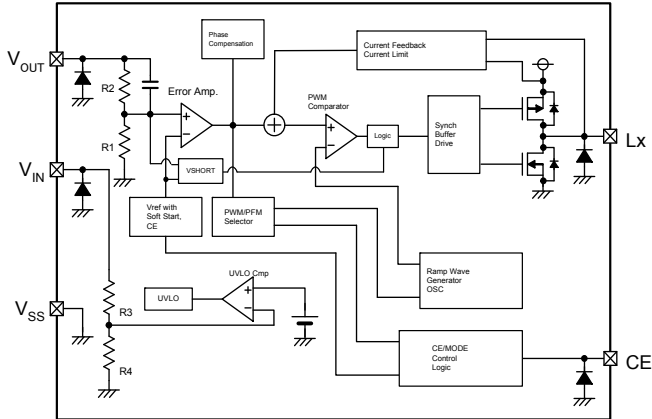 Phase
Compensation
Current Feedback
Current Limit
VOUT
R2
Error Amp.
PWM
Comparator
R1
Logic
Synch
Buffer
Drive
Lx
VIN
VSHORT
Vref with
Soft Start,
CE
PWM/PFM
Selector
UVLO Cmp
Ramp Wave
Generator
OSC
UVLO
R3
VSS
R4
CE/MODE
Control
Logic
CE